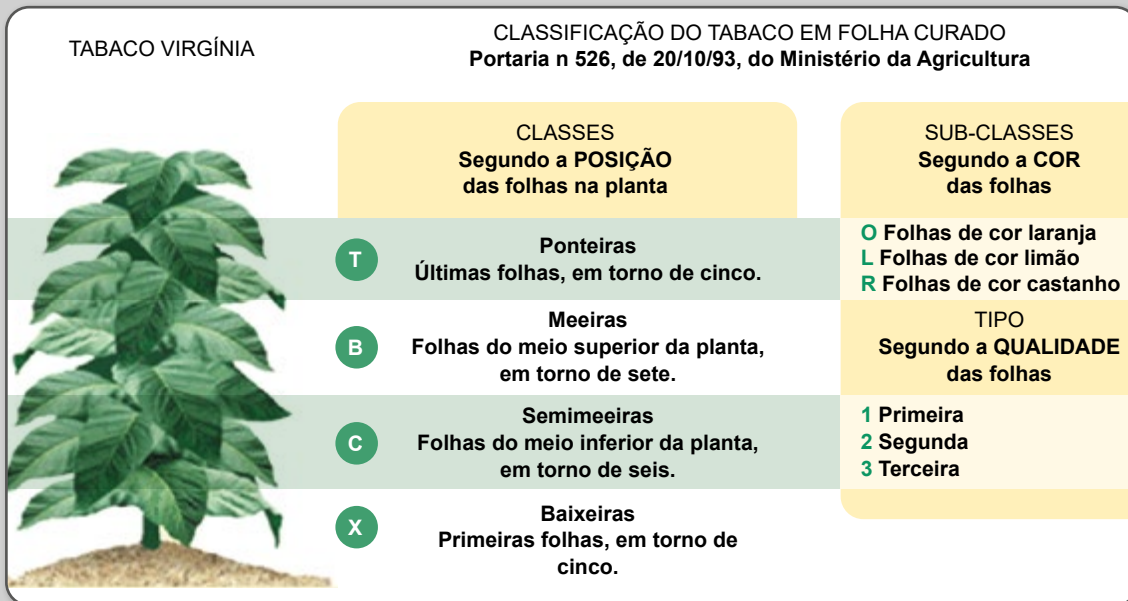 TABACO VIRGÍNIA
CLASSIFICAÇÃO DO TABACO EM FOLHA CURADO
Portaria n 526, de 20/10/93, do Ministério da Agricultura
CLASSES
Segundo a POSIÇÃO
das folhas na planta
T
Ponteiras
Últimas folhas, em torno de cinco.
B
Meeiras
Folhas do meio superior da planta,
em torno de sete.
C
Semimeeiras
Folhas do meio inferior da planta,
em torno de seis.
X
Baixeiras
Primeiras folhas, em torno de
cinco.
SUB-CLASSES
Segundo a COR
das folhas
O Folhas de cor laranja
L Folhas de cor limão
R Folhas de cor castanho
TIPO
Segundo a QUALIDADE
das folhas
1 Primeira
2 Segunda
3 Terceira